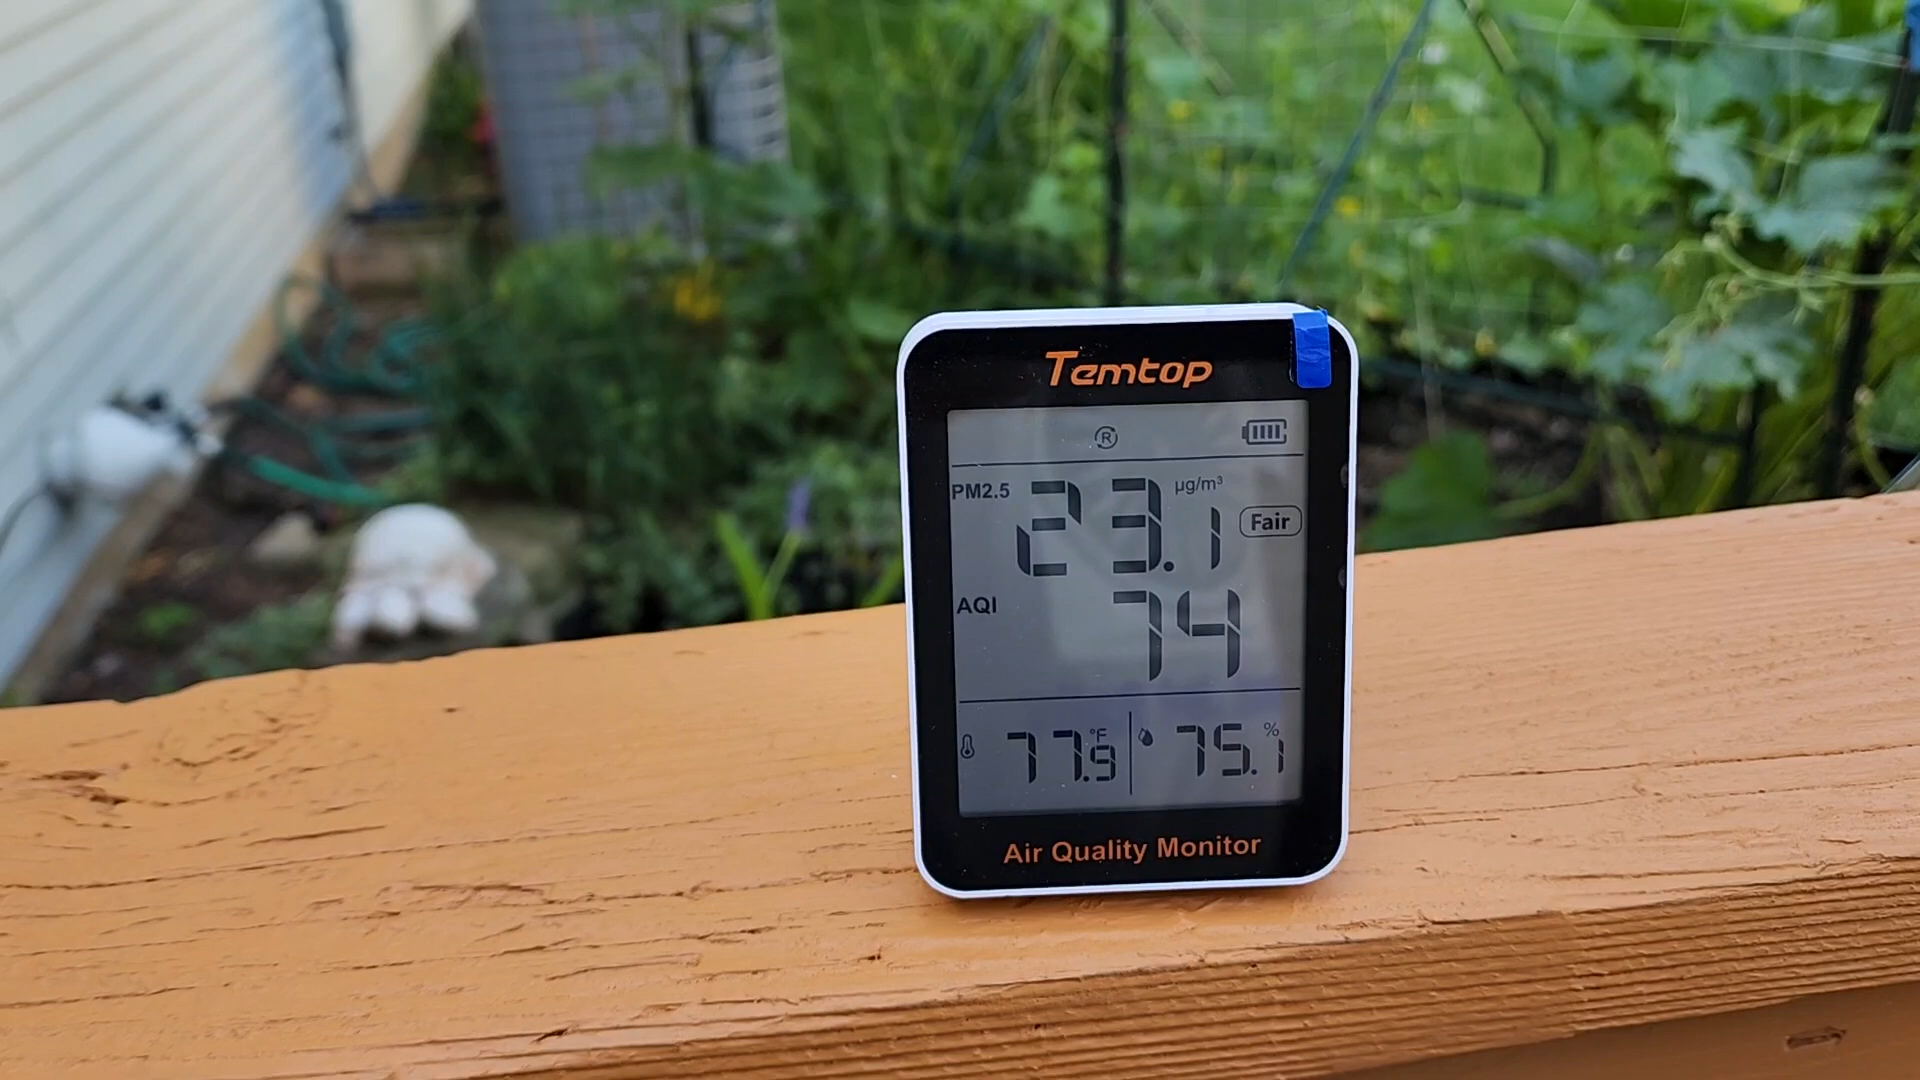 Temtop
R
PM2.5 23.1 µg/m³
Fair
AQI 74
77.9 °F 75.1 %
Air Quality Monitor